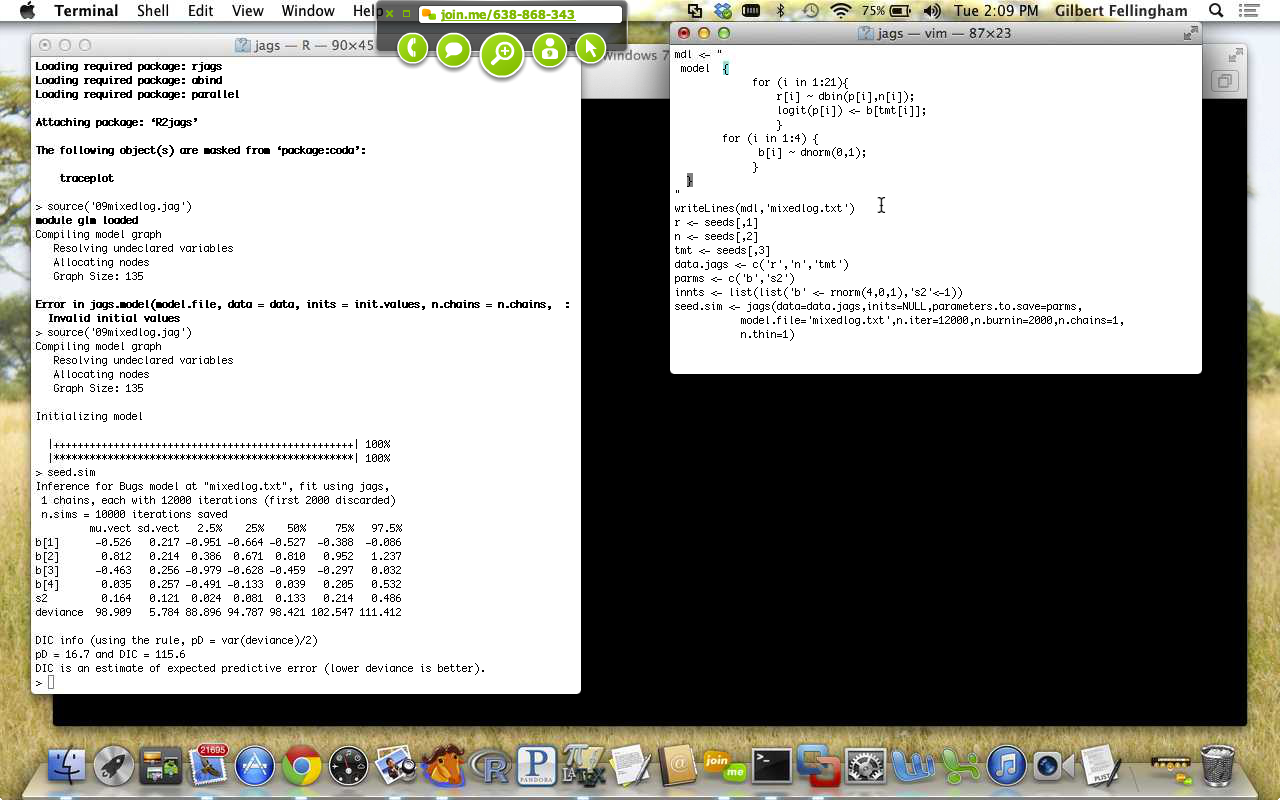 Terminal Shell Edit View Window Help
join.me/638-868-343
75% Tue 2:09 PM Gilbert Fellingham
jags — R — 90×45
Loading required package: rjags
Loading required package: abind
Loading required package: parallel
Attaching package: ‘R2jags’
The following object(s) are masked from ‘package:coda’:
traceplot
> source('09mixedlog.jag')
module glm loaded
Compiling model graph
Resolving undeclared variables
Allocating nodes
Graph Size: 135
Error in jags.model(model.file, data = data, inits = init.values, n.chains = n.chains,  :
Invalid initial values
> source('09mixedlog.jag')
Compiling model graph
Resolving undeclared variables
Allocating nodes
Graph Size: 135
Initializing model
|++++++++++++++++++++++++++++++++++++++++++++++++++| 100%
|**************************************************| 100%
> seed.sim
Inference for Bugs model at "mixedlog.txt", fit using jags,
1 chains, each with 12000 iterations (first 2000 discarded)
n.sims = 10000 iterations saved
mu.vect sd.vect 2.5% 25% 50% 75% 97.5%
b[1] -0.526 0.217 -0.951 -0.664 -0.527 -0.388 -0.086
b[2] 0.812 0.214 0.386 0.671 0.810 0.952 1.237
b[3] -0.463 0.256 -0.979 -0.628 -0.459 -0.297 0.032
b[4] 0.035 0.257 -0.491 -0.133 0.039 0.205 0.532
s2 0.164 0.121 0.024 0.081 0.133 0.214 0.486
deviance 98.909 5.784 88.896 94.787 98.421 102.547 111.412
DIC info (using the rule, pD = var(deviance)/2)
pD = 16.7 and DIC = 115.6
DIC is an estimate of expected predictive error (lower deviance is better).
>
Windows 7
jags — vim — 87×23
mdl <- "
model {
for (i in 1:21){
r[i] ~ dbin(p[i],n[i]);
logit(p[i]) <- b[tmt[i]];
}
for (i in 1:4) {
b[i] ~ dnorm(0,1);
}
}
"
writeLines(mdl,'mixedlog.txt')
r <- seeds[,1]
n <- seeds[,2]
tmt <- seeds[,3]
data.jags <- c('r','n','tmt')
parms <- c('b','s2')
innts <- list(list('b' <- rnorm(4,0,1),'s2'<-1))
seed.sim <- jags(data=data.jags,inits=NULL,parameters.to.save=parms,
model.file='mixedlog.txt',n.iter=12000,n.burnin=2000,n.chains=1,
n.thin=1)
21695
R
P
PANDORA
join me
PLIST